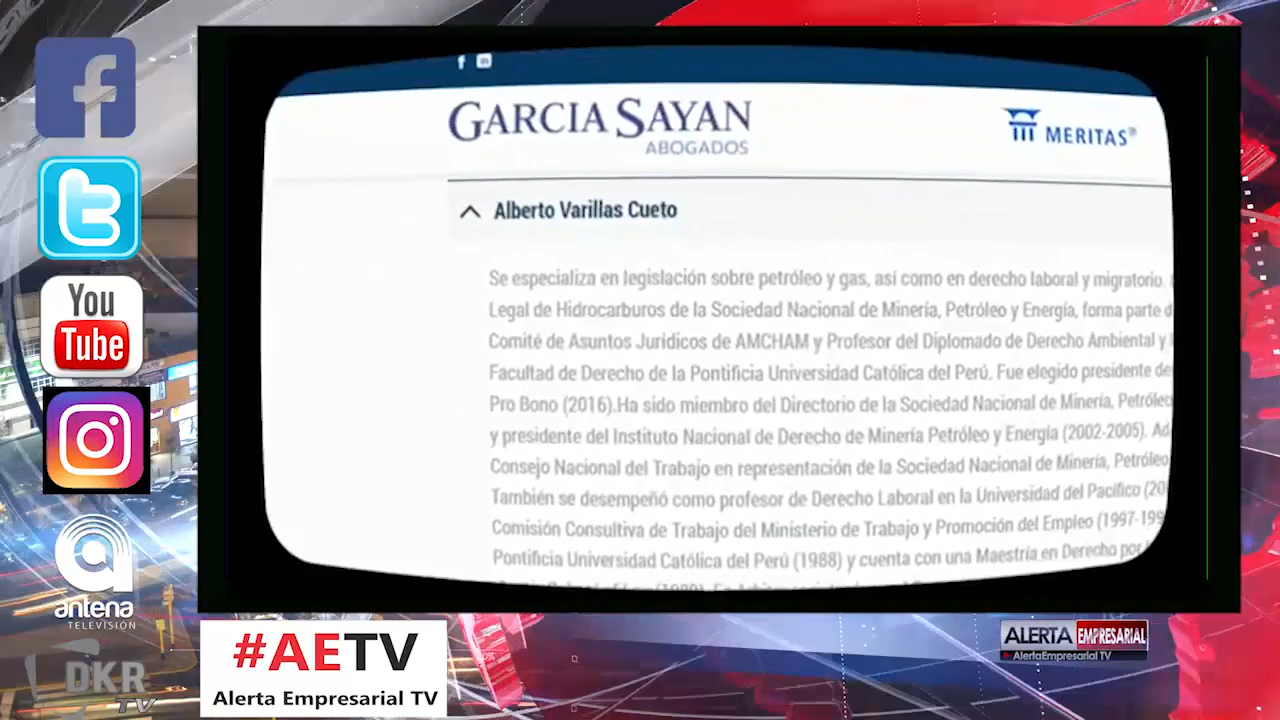 f in
GARCIA SAYAN
ABOGADOS
MERITAS®
Alberto Varillas Cueto
Se especializa en legislación sobre petróleo y gas, así como en derecho laboral y migratorio.
Legal de Hidrocarburos de la Sociedad Nacional de Minería, Petróleo y Energía, forma parte
Comité de Asuntos Jurídicos de AMCHAM y Profesor del Diplomado de Derecho Ambiental y
Facultad de Derecho de la Pontificia Universidad Católica del Perú. Fue elegido presidente de
Pro Bono (2016).Ha sido miembro del Directorio de la Sociedad Nacional de Minería, Petróleo
y presidente del Instituto Nacional de Derecho de Minería Petróleo y Energía (2002-2005).
Consejo Nacional del Trabajo en representación de la Sociedad Nacional de Minería, Petróleo
También se desempeñó como profesor de Derecho Laboral en la Universidad del Pacífico
Comisión Consultiva de Trabajo del Ministerio de Trabajo y Promoción del Empleo
Pontificia Universidad Católica del Perú (1988) y cuenta con una Maestría en Derecho por
f
t
You
Tube
a
antena
TELEVISIÓN
DKR
TV
#AETV
Alerta Empresarial TV
ALERTA EMPRESARIAL
AlertaEmpresarial TV